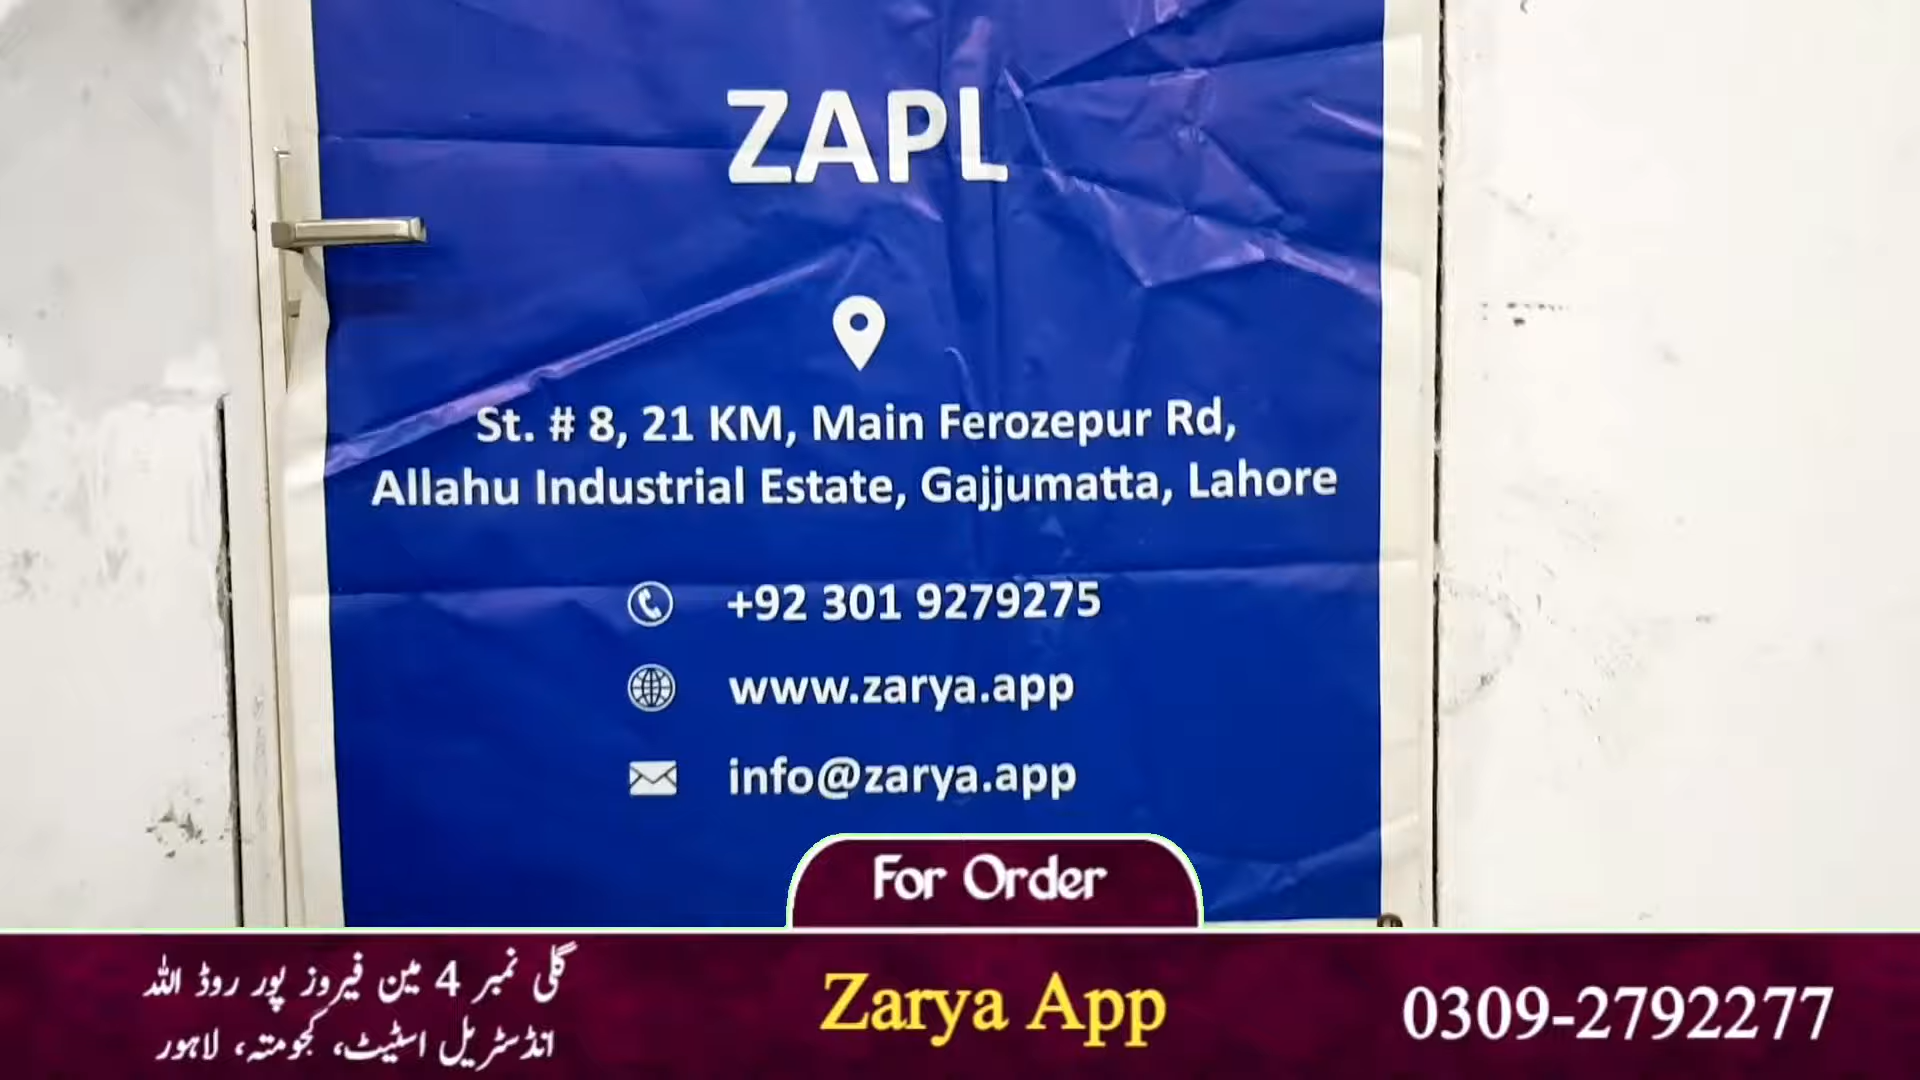 ZAPL
St. # 8, 21 KM, Main Ferozepur Rd,
Allahu Industrial Estate, Gajjumatta, Lahore
+92 301 9279275
www.zarya.app
info@zarya.app
For Order
گلی نمبر 4 مین فیروز پور روڈ اللہ
انڈسٹریل اسٹیٹ، کجومتہ، لاہور
Zarya App
0309-2792277